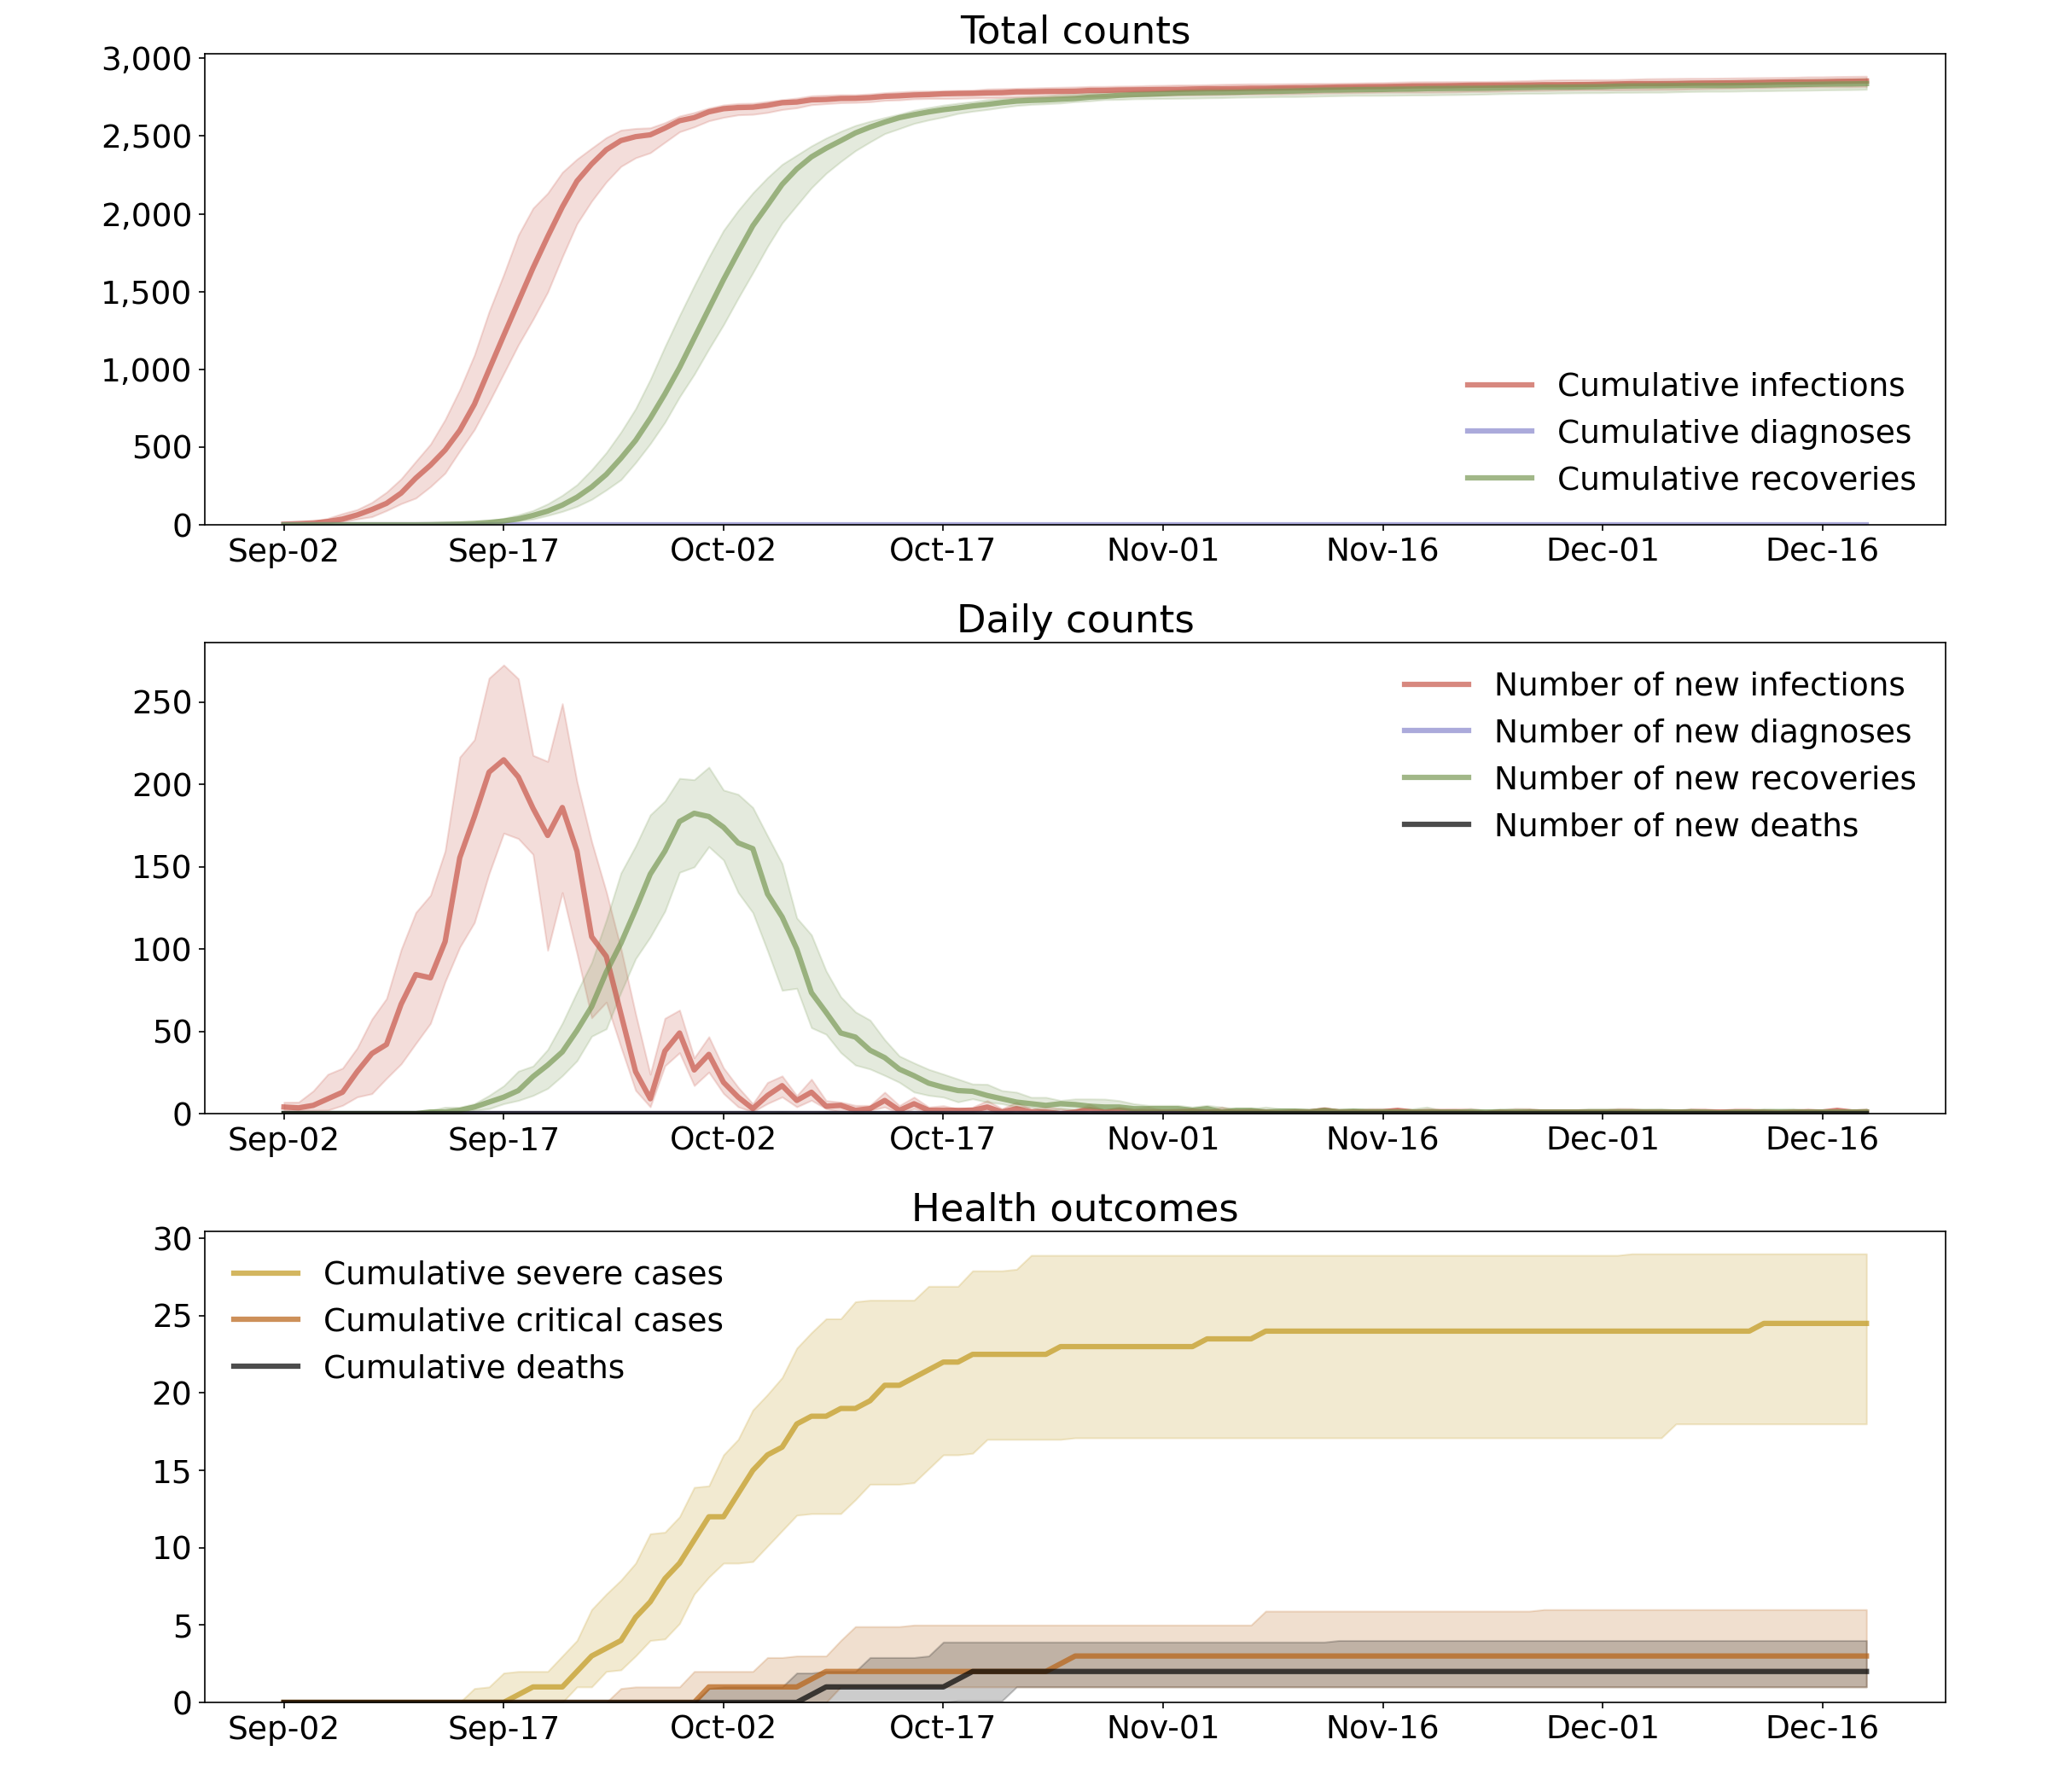 Total counts
3,000
2,500
2,000
1,500
1,000
500
0
Cumulative infections
Cumulative diagnoses
Cumulative recoveries
Sep-02 Sep-17 Oct-02 Oct-17 Nov-01 Nov-16 Dec-01 Dec-16
Daily counts
250
200
150
100
50
0
Number of new infections
Number of new diagnoses
Number of new recoveries
Number of new deaths
Sep-02 Sep-17 Oct-02 Oct-17 Nov-01 Nov-16 Dec-01 Dec-16
Health outcomes
30
25
20
15
10
5
0
Cumulative severe cases
Cumulative critical cases
Cumulative deaths
Sep-02 Sep-17 Oct-02 Oct-17 Nov-01 Nov-16 Dec-01 Dec-16